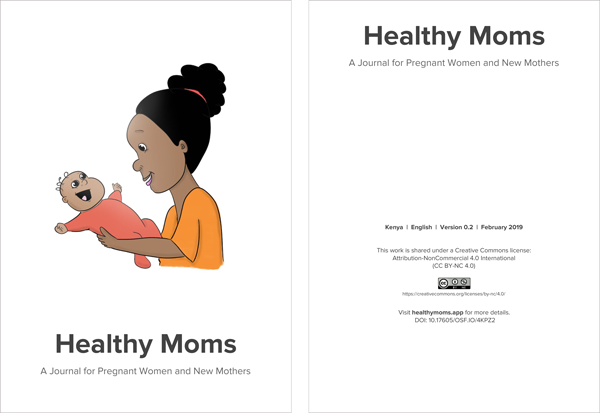 Healthy Moms
A Journal for Pregnant Women and New Mothers
Healthy Moms
A Journal for Pregnant Women and New Mothers
Kenya | English | Version 0.2 | February 2019
This work is shared under a Creative Commons license:
Attribution-NonCommercial 4.0 International
(CC BY-NC 4.0)
https://creativecommons.org/licenses/by-nc/4.0/
Visit healthymoms.app for more details.
DOI: 10.17605/OSF.IO/4KPZ2